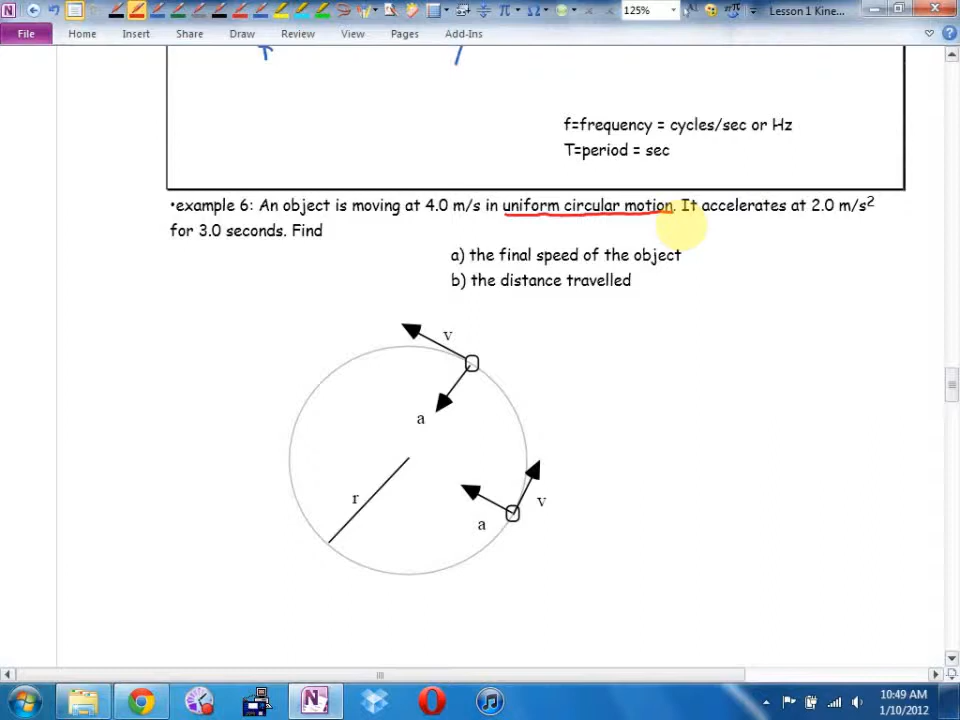 125%
Lesson 1 Kine...
File Home Insert Share Draw Review View Pages Add-Ins
f=frequency = cycles/sec or Hz
T=period = sec
•example 6: An object is moving at 4.0 m/s in uniform circular motion. It accelerates at 2.0 m/s²
for 3.0 seconds. Find
a) the final speed of the object
b) the distance travelled
v
a
r
v
a
10:49 AM
1/10/2012